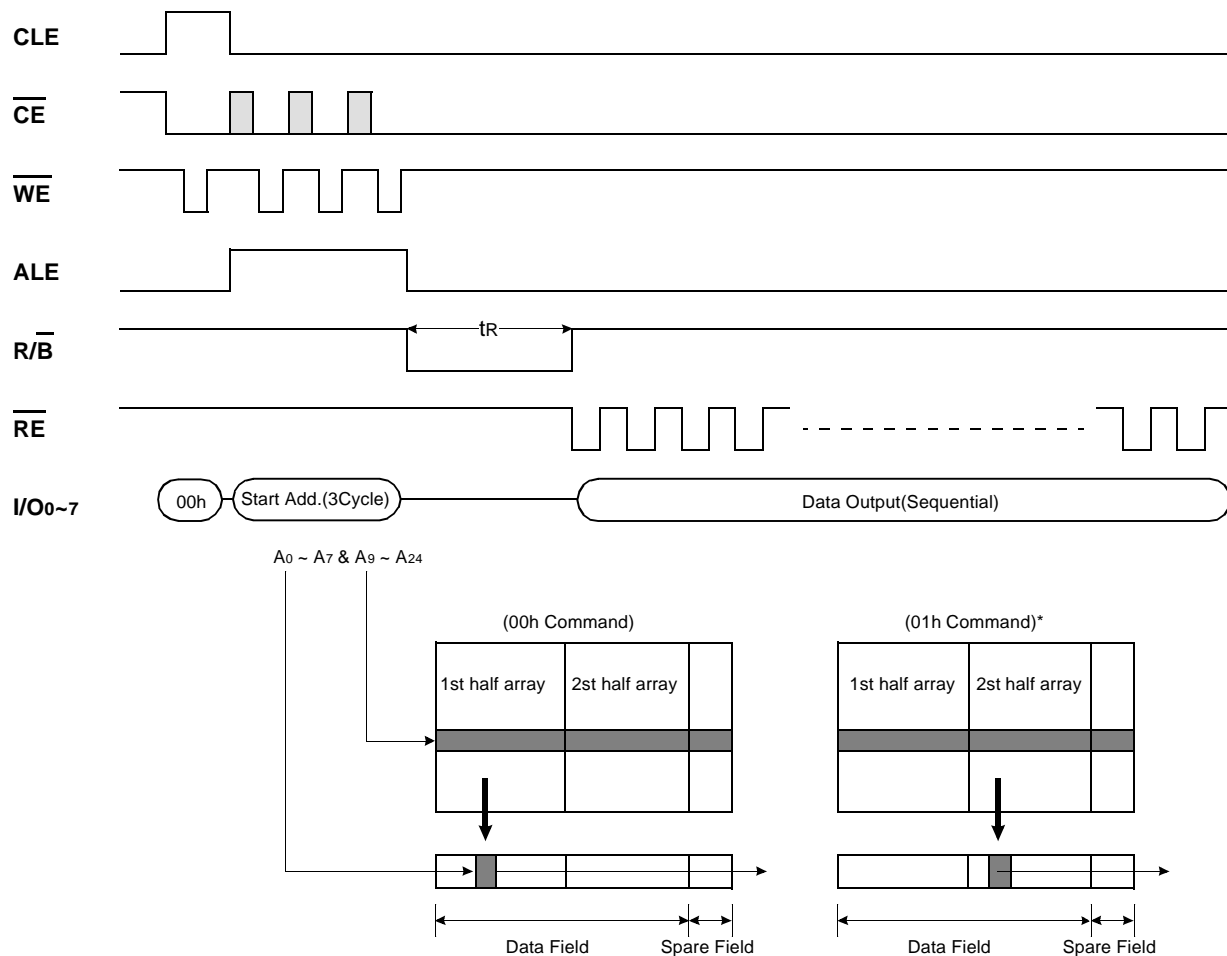 CLE
CE
WE
ALE
R/B
tR
RE
I/O0~7
00h
Start Add.(3Cycle)
Data Output(Sequential)
A0 ~ A7 & A9 ~ A24
(00h Command)
(01h Command)*
1st half array
2st half array
1st half array
2st half array
Data Field
Spare Field
Data Field
Spare Field